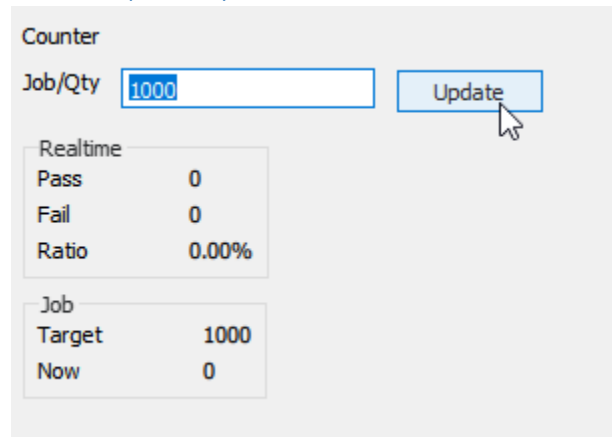 Counter
Job/Qty 1000 Update
Realtime
Pass 0
Fail 0
Ratio 0.00%
Job
Target 1000
Now 0